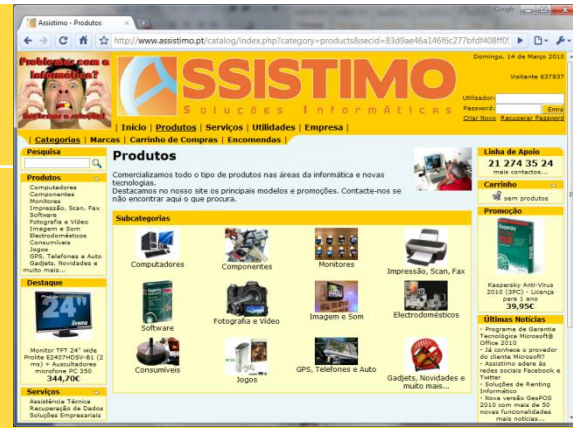 Google
Assistimo - Produtos
http://www.assistimo.pt/catalog/index.php?category=products&secid=83d9ae46a146f6c277bfdf408ff0
Domingo, 14 de Março 2010
Problemas com a
Informática?
Nós temos a solução!
ASSISTIMO
Soluções Informáticas
Visitante 637837
Utilizador:
Password:
Entra
Criar Novo Recuperar Password
| Início | Produtos | Serviços | Utilidades | Empresa |
| Categorias | Marcas | Carrinho de Compras | Encomendas |
Pesquisa
Produtos
Computadores
Componentes
Monitores
Impressão, Scan, Fax
Software
Fotografia e Vídeo
Imagem e Som
Electrodomésticos
Consumíveis
Jogos
GPS, Telefones e Auto
Gadjets, Novidades e
muito mais...
Destaque
24"
Monitor TFT 24" wide
Prolite E2407HDSV-B1 (2
ms) + Auscultadores
microfone PC 350
344,70€
Serviços
Assistência Técnica
Recuperação de Dados
Soluções Empresariais
Produtos
Comercializamos todo o tipo de produtos nas áreas da informática e novas
tecnologias.
Destacamos no nosso site os principais modelos e promoções. Contacte-nos se
não encontrar aqui o que procura.
Subcategorias
Computadores
Componentes
Monitores
Impressão, Scan, Fax
Software
Fotografia e Vídeo
Imagem e Som
Electrodomésticos
Consumíveis
Jogos
GPS, Telefones e Auto
Gadjets, Novidades e
muito mais...
Linha de Apoio
21 274 35 24
mais contactos...
Carrinho
sem produtos
Promoção
Kaspersky Anti-Virus
2010 (3PC) - Licença
para 1 ano
39,95€
Últimas Notícias
- Programa de Garantia
Tecnológica Microsoft®
Office 2010
- Já conhece o provedor
do cliente Microsoft?
- Assistimo adere às
redes sociais Facebook e
Twitter
- Soluções de Renting
Informático
- Nova versão GesPOS
2010 com mais de 50
novas funcionalidades
mais notícias...